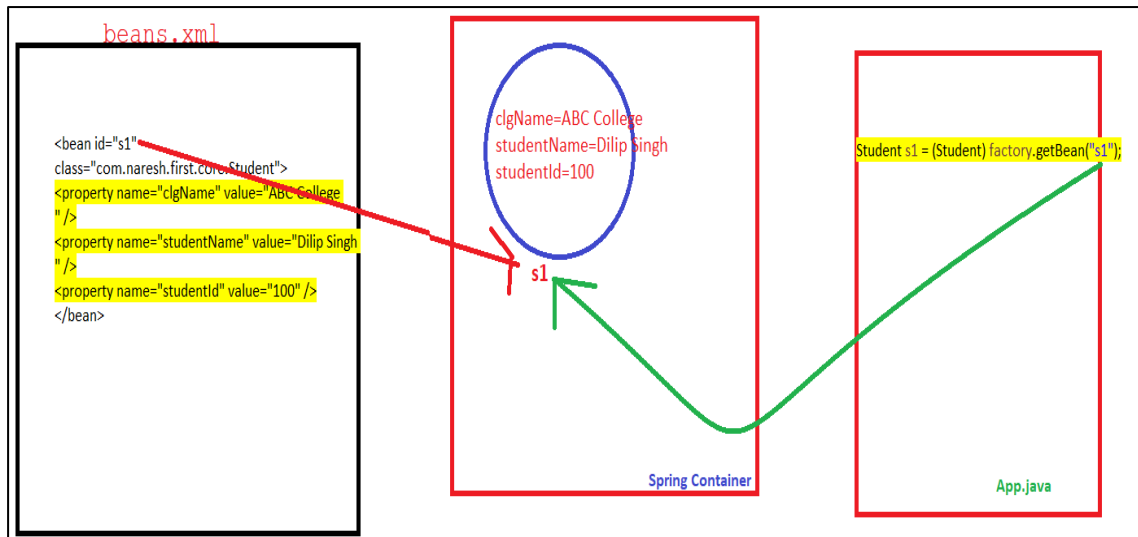 beans.xml
<bean id="s1"
class="com.naresh.first.core.Student">
<property name="clgName" value="ABC College
" />
<property name="studentName" value="Dilip Singh
" />
<property name="studentId" value="100" />
</bean>
clgName=ABC College
studentName=Dilip Singh
studentId=100
s1
Spring Container
Student s1 = (Student) factory.getBean("s1");
App.java